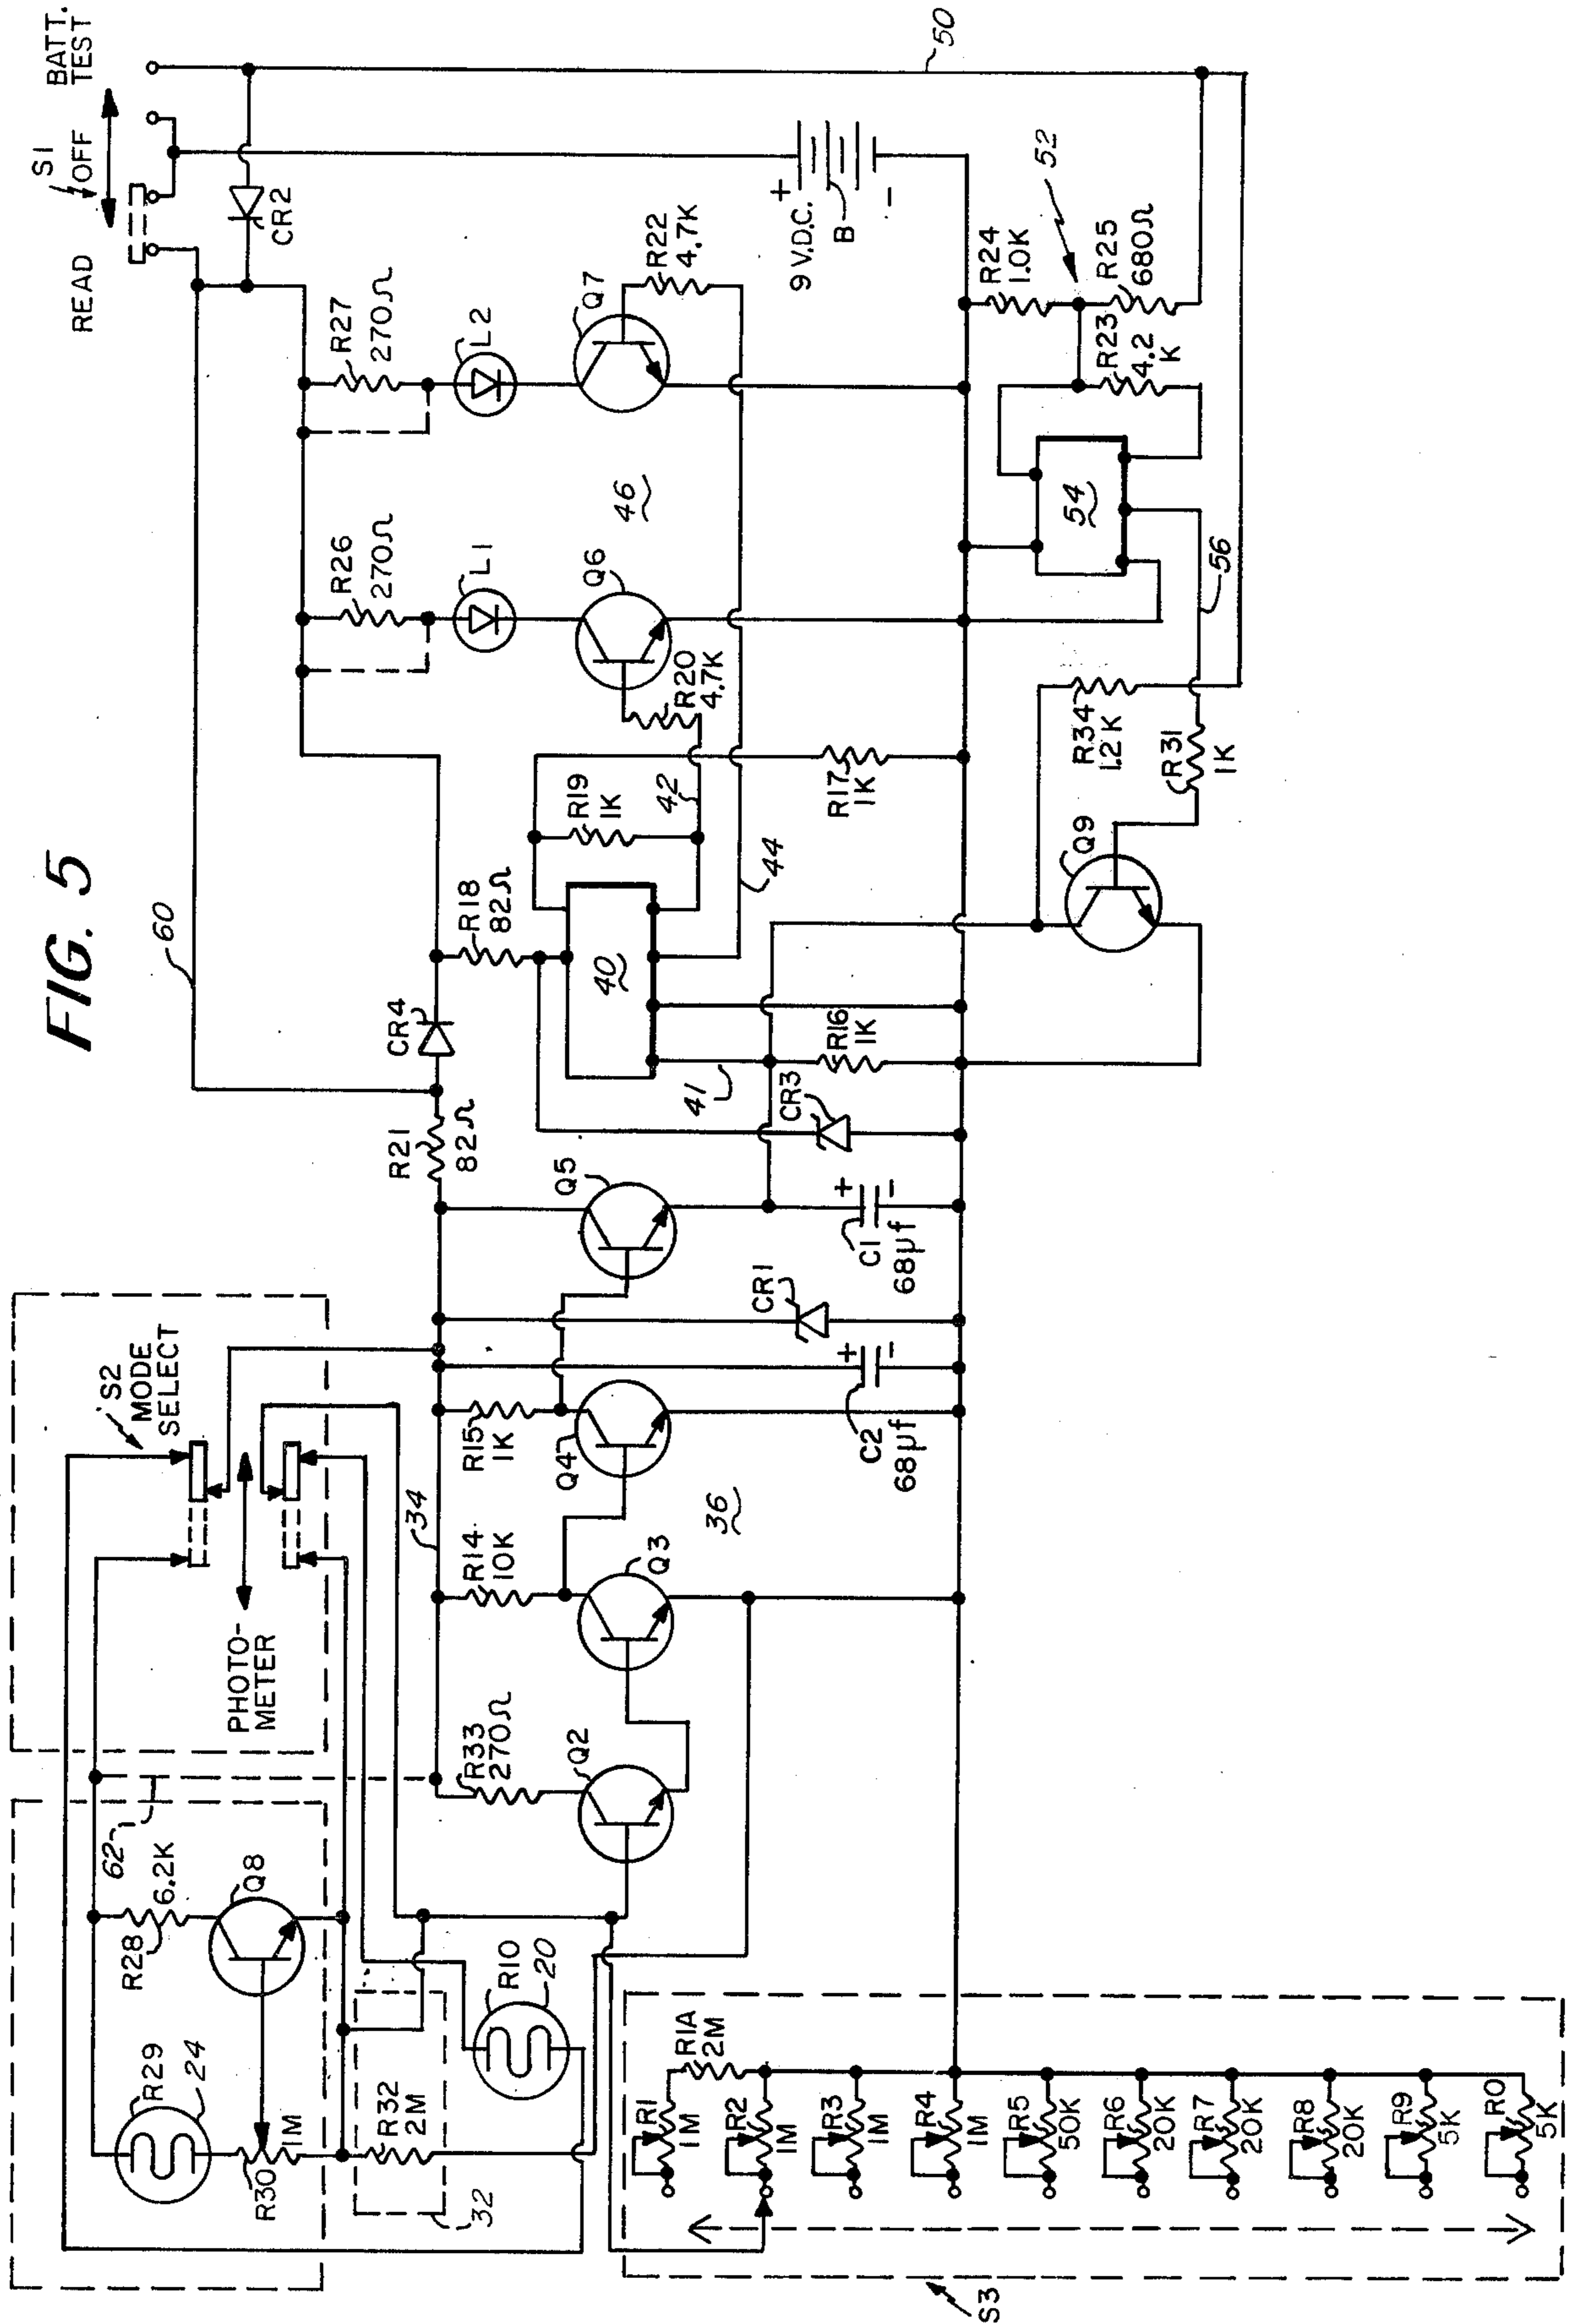 FIG. 5
S2
MODE
SELECT
PHOTO-
METER
62
R28
6.2K
Q8
R29
24
R30
1M
R32
2M
32
R10
20
34
R33
270Ω
Q2
R14
10K
Q3
36
R15
1K
Q4
C2
68µf
+
-
CR1
Q5
C1
68µf
+
-
R21
82Ω
CR4
60
R18
82Ω
40
41
CR3
R16
1K
R19
1K
42
44
R17
1K
R20
4.7K
Q6
L1
R26
270Ω
46
R27
270Ω
L2
Q7
R22
4.7K
READ
S1
OFF
BATT.
TEST
CR2
9 V.D.C.
+
B
-
50
52
R24
1.0K
R25
680Ω
R23
4.2
K
54
56
R34
1.2K
R31
1K
Q9
S3
R1
1M
R1A
2M
R2
1M
R3
1M
R4
1M
R5
50K
R6
20K
R7
20K
R8
20K
R9
5K
R0
5K